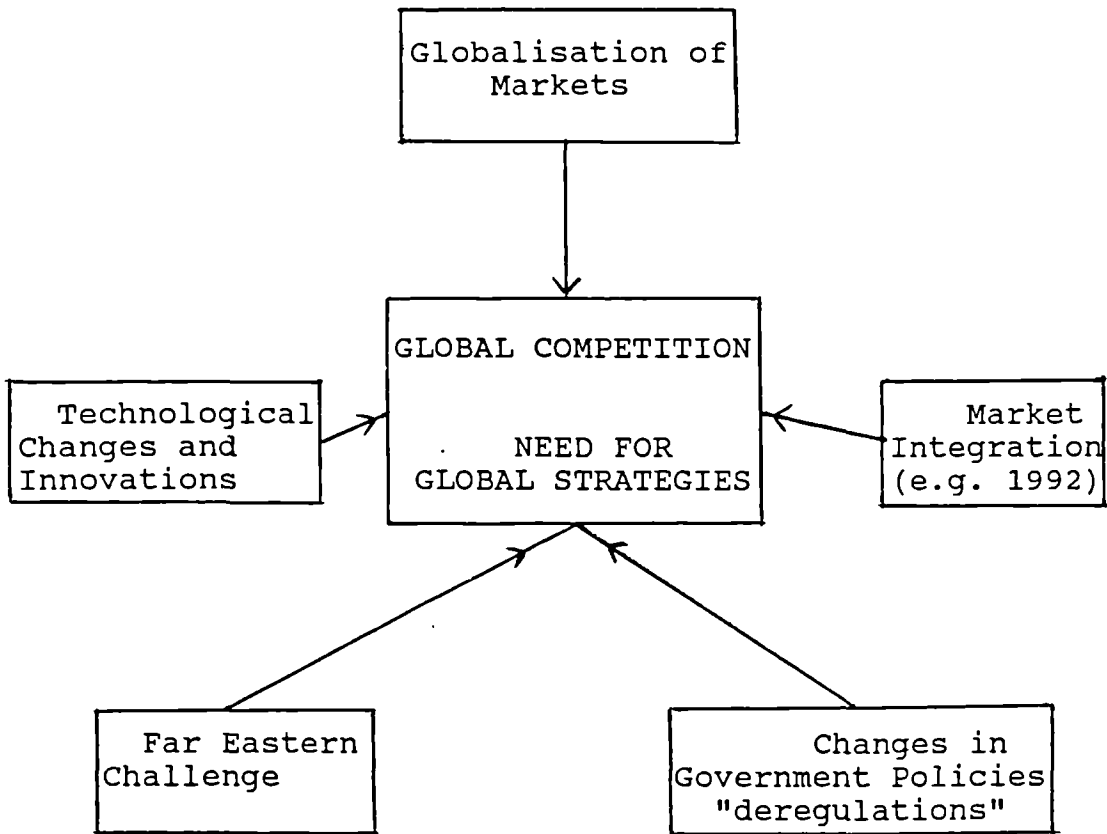 Globalisation of
Markets
GLOBAL COMPETITION
NEED FOR
GLOBAL STRATEGIES
Technological
Changes and
Innovations
Market
Integration
(e.g. 1992)
Far Eastern
Challenge
Changes in
Government Policies
"deregulations"